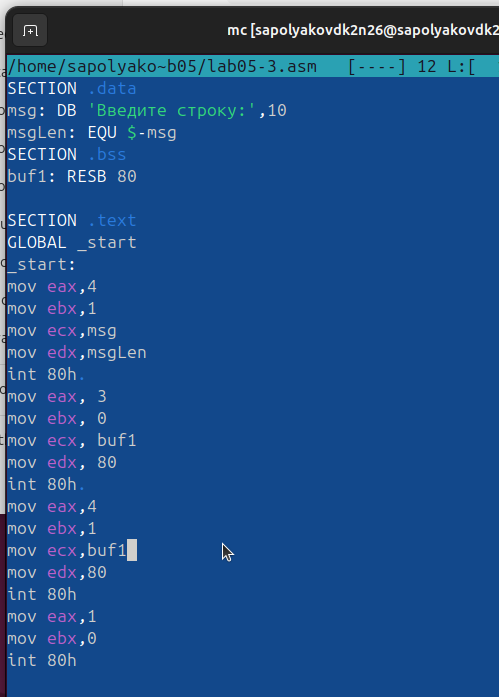 mc [sapolyakovdk2n26@sapolyakovdk2
/home/sapolyako~b05/lab05-3.asm [----] 12 L:[
SECTION .data
msg: DB 'Введите строку:',10
msgLen: EQU $-msg
SECTION .bss
buf1: RESB 80
SECTION .text
GLOBAL _start
_start:
mov eax,4
mov ebx,1
mov ecx,msg
mov edx,msgLen
int 80h.
mov eax, 3
mov ebx, 0
mov ecx, buf1
mov edx, 80
int 80h.
mov eax,4
mov ebx,1
mov ecx,buf1
mov edx,80
int 80h
mov eax,1
mov ebx,0
int 80h